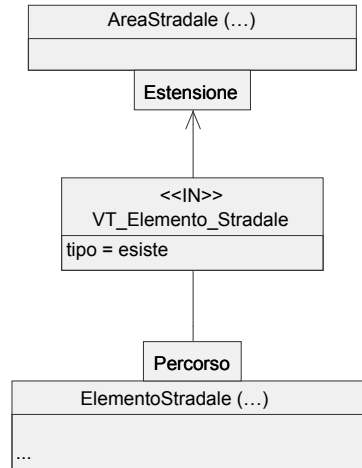 AreaStradale (…)
Estensione
<<IN>>
VT_Elemento_Stradale
tipo = esiste
Percorso
ElementoStradale (…)
...